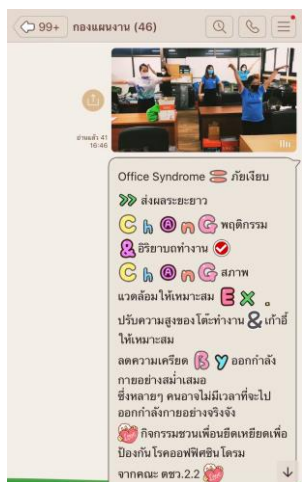 99+ กองแผนงาน (46)
อ่านแล้ว 41
16:46
Office Syndrome = ภัยเงียบ
ส่งผลระยะยาว
ChanG พฤติกรรม
& อิริยาบถทำงาน
ChanG สภาพ
แวดล้อมให้เหมาะสม EX.
ปรับความสูงของโต๊ะทำงาน & เก้าอี้
ให้เหมาะสม
ลดความเครียด By ออกกำลัง
กายอย่างสม่ำเสมอ
ซึ่งหลายๆ คนอาจไม่มีเวลาที่จะไป
ออกกำลังกายอย่างจริงจัง
กิจกรรมชวนเพื่อนยืดเหยียดเพื่อ
ป้องกันโรคออฟฟิศซินโดรม
จากคณะ ตชว.2.2